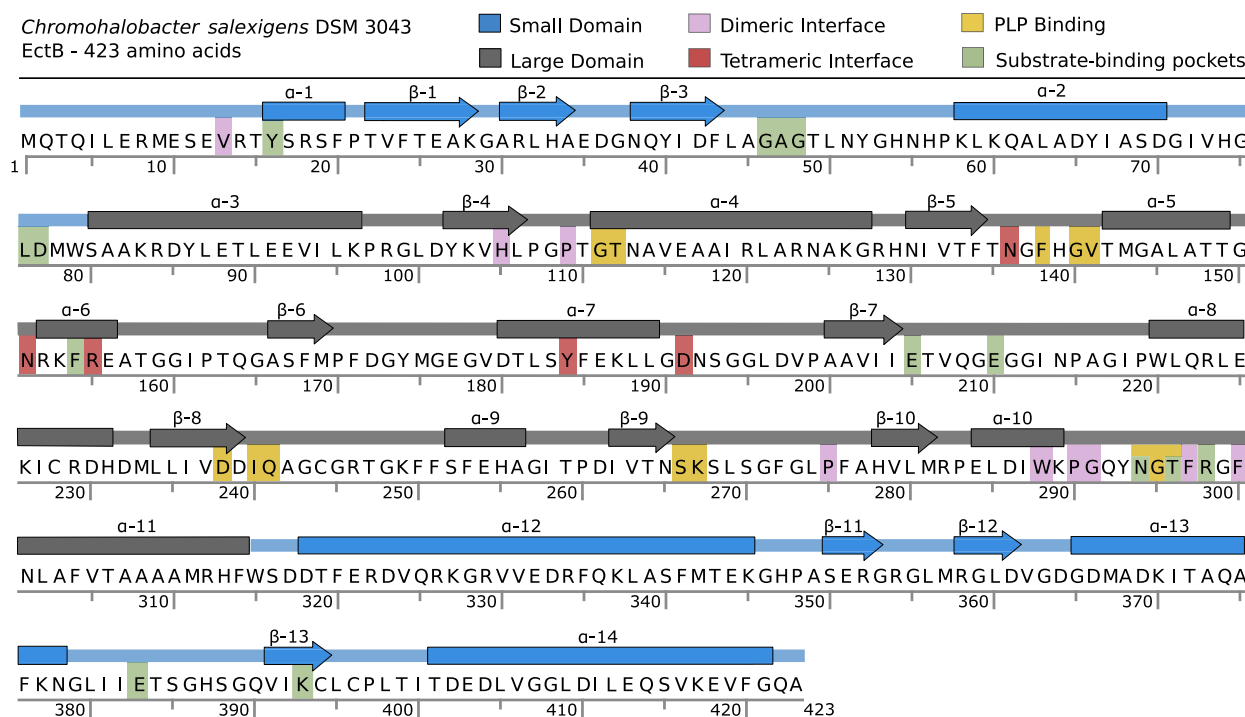 Chromohalobacter salexigens DSM 3043
EctB - 423 amino acids
Small Domain Dimeric Interface PLP Binding
Large Domain Tetrameric Interface Substrate-binding pockets
α-1 β-1 β-2 β-3 α-2
MQTQILERMESEVRTYSRSFPTVFTEAKGARLHAEDGNQYIDFLAGAGTLNYGHNHPKLKQALADYIASDGIVHG
1 10 20 30 40 50 60 70
α-3 β-4 α-4 β-5 α-5
LDMWSAAKRDYLETLEEVILKPRGLDYKVHLPGPTGTNAVEAAIRLARNAKGRHNIVTFTNGFHGVTMGALATTG
80 90 100 110 120 130 140 150
α-6 β-6 α-7 β-7 α-8
NRKFREATGGIPTQGASFMPFDGYMGEGVDTLSYFEKLLGDNSGGLDVPAAVIIETVQGEGGINPAGIPWLQRLE
160 170 180 190 200 210 220
β-8 α-9 β-9 β-10 α-10
KICRDHDMLLIVDDIQAGCGRTGKFFSFEHAGITPDIVTNSKSLSGFGLPFAHVLMRPELDIWKPGQYNGTFRGF
230 240 250 260 270 280 290 300
α-11 α-12 β-11 β-12 α-13
NLAFVTAAAAMRHFWSDDTFERDVQRKGRVVEDRFQKLASFMTEKGHPASERGRGLMRGLDVGDGDMADKITAQA
310 320 330 340 350 360 370
β-13 α-14
FKNGLIIETSGHSGQVIKCLCPLTITDEDLVGGLDILEQSVKEVFGQA
380 390 400 410 420 423